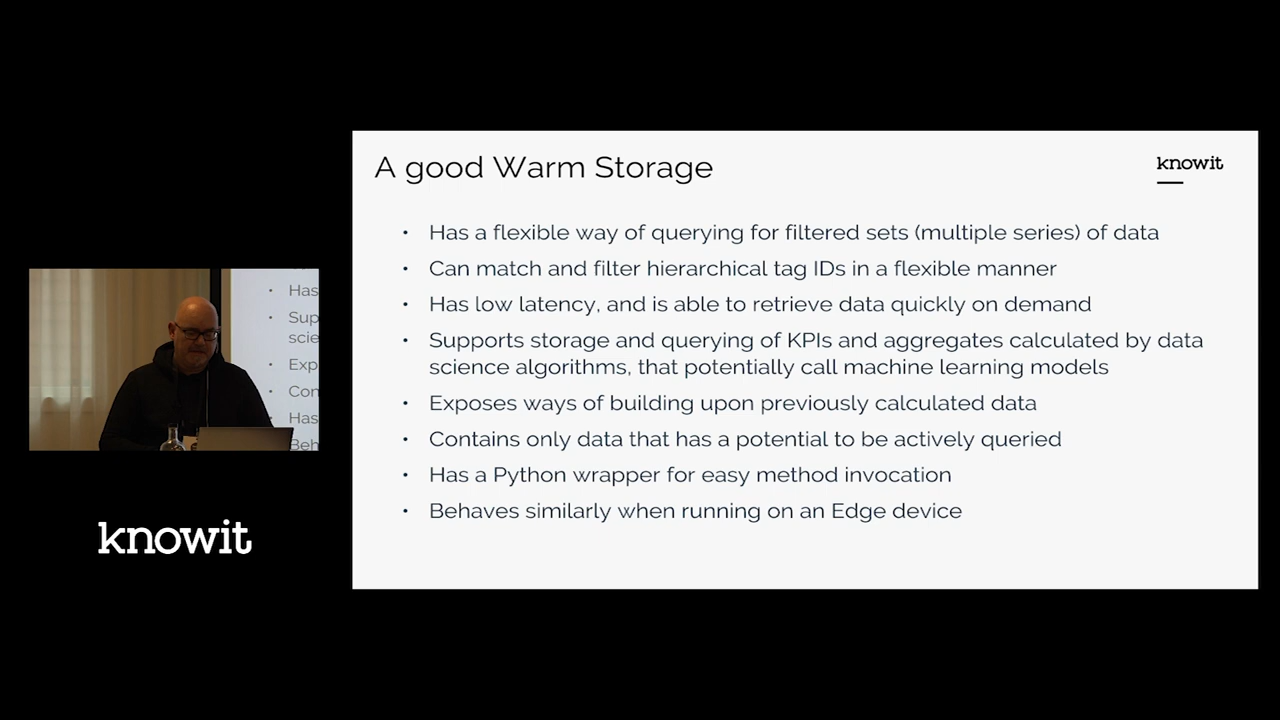 A good Warm Storage
knowit
• Has a flexible way of querying for filtered sets (multiple series) of data
• Can match and filter hierarchical tag IDs in a flexible manner
• Has low latency, and is able to retrieve data quickly on demand
• Supports storage and querying of KPIs and aggregates calculated by data
science algorithms, that potentially call machine learning models
• Exposes ways of building upon previously calculated data
• Contains only data that has a potential to be actively queried
• Has a Python wrapper for easy method invocation
• Behaves similarly when running on an Edge device
• Has
• Sup
scie
• Exp
• Con
• Has
Beh
knowit